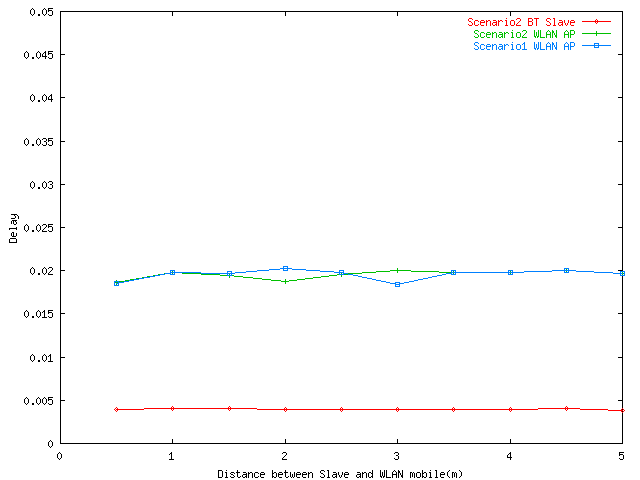 0.05
Scenario2 BT Slave
Scenario2 WLAN AP
Scenario1 WLAN AP
0.045
0.04
0.035
0.03
0.025
Delay
0.02
0.015
0.01
0.005
0
0 1 2 3 4 5
Distance between Slave and WLAN mobile(m)